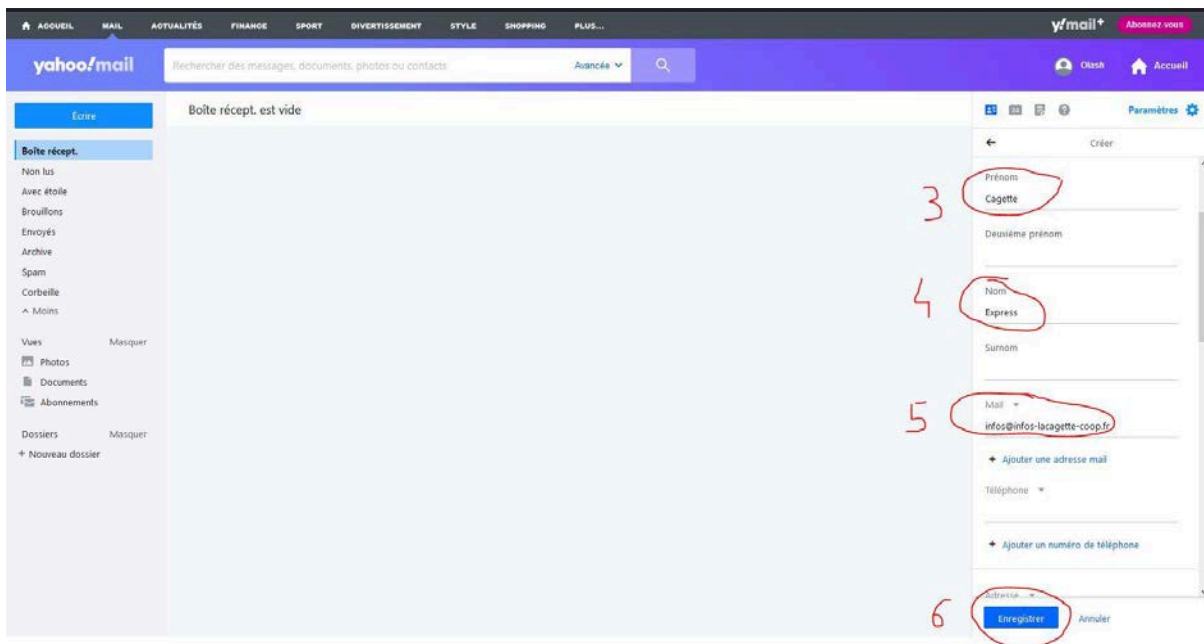 ACCUEIL MAIL ACTUALITÉS FINANCE SPORT DIVERTISSEMENT STYLE SHOPPING PLUS... y!mail+ Abonnez vous
yahoo!mail Rechercher des messages, documents, photos ou contacts Avancée Olash Accueil
Écrire
Boîte récept. est vide
Paramètres
Boîte récept.
Non lus
Avec étoile
Brouillons
Envoyés
Archive
Spam
Corbeille
Moins
Vues Masquer
Photos
Documents
Abonnements
Dossiers Masquer
+ Nouveau dossier
Créer
3
Prénom
Cagette
Deuxième prénom
4
Nom
Express
Surnom
5
Mail
infos@infos-lacagette-coop.fr
+ Ajouter une adresse mail
Téléphone
+ Ajouter un numéro de téléphone
Adresse
6
Enregistrer Annuler